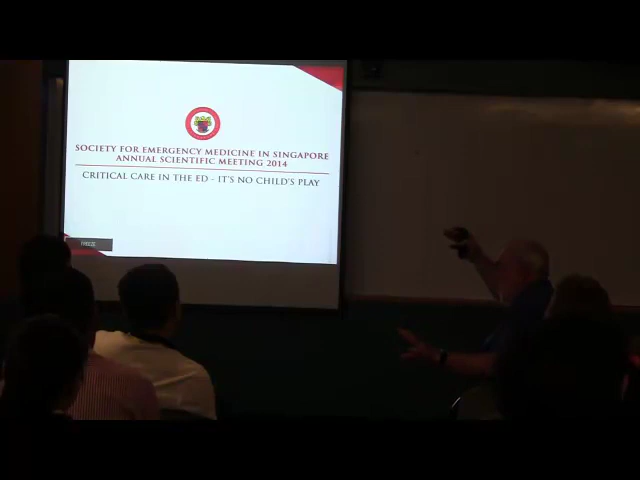 SOCIETY FOR EMERGENCY MEDICINE IN SINGAPORE
ANNUAL SCIENTIFIC MEETING 2014
CRITICAL CARE IN THE ED - IT'S NO CHILD'S PLAY
FREEZE